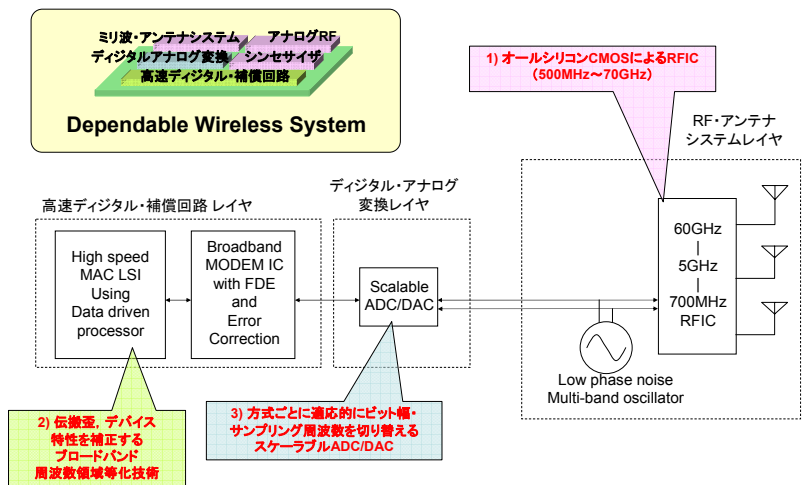 ミリ波・アンテナシステム
アナログRF
ディジタルアナログ変換
シンセサイザ
高速ディジタル・補償回路
Dependable Wireless System
1) オールシリコンCMOSによるRFIC
（500MHz～70GHz）
RF・アンテナ
システムレイヤ
ディジタル・アナログ
変換レイヤ
高速ディジタル・補償回路 レイヤ
High speed
MAC LSI
Using
Data driven
processor
Broadband
MODEM IC
with FDE
and
Error
Correction
Scalable
ADC/DAC
60GHz
|
5GHz
|
700MHz
RFIC
Low phase noise
Multi-band oscillator
2) 伝搬歪，デバイス
特性を補正する
ブロードバンド
周波数領域等化技術
3) 方式ごとに適応的にビット幅・
サンプリング周波数を切り替える
スケーラブルADC/DAC